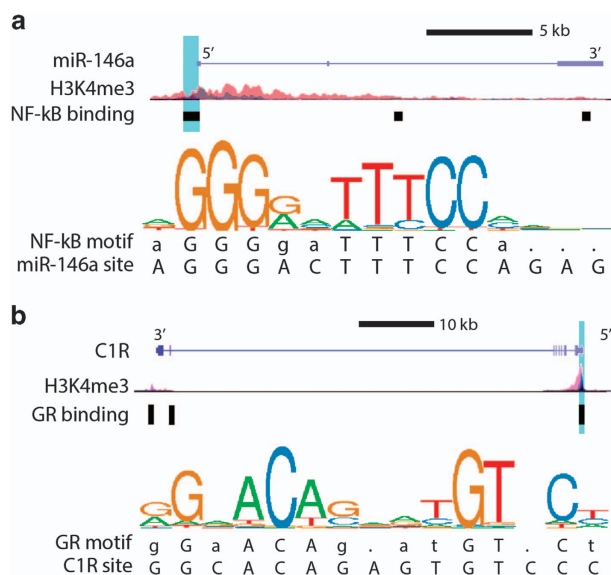 a
5 kb
miR-146a 5′ 3′
H3K4me3
NF-kB binding
GGGGATTTCC
NF-kB motif a G G G g a T T T C C a . . .
miR-146a site A G G G A C T T T C C A G A G
b
10 kb
3′ 5′
C1R
H3K4me3
GR binding
GR motif g G a A C A g . a t G T . C t
C1R site G G C A C A G A G T G T C C C